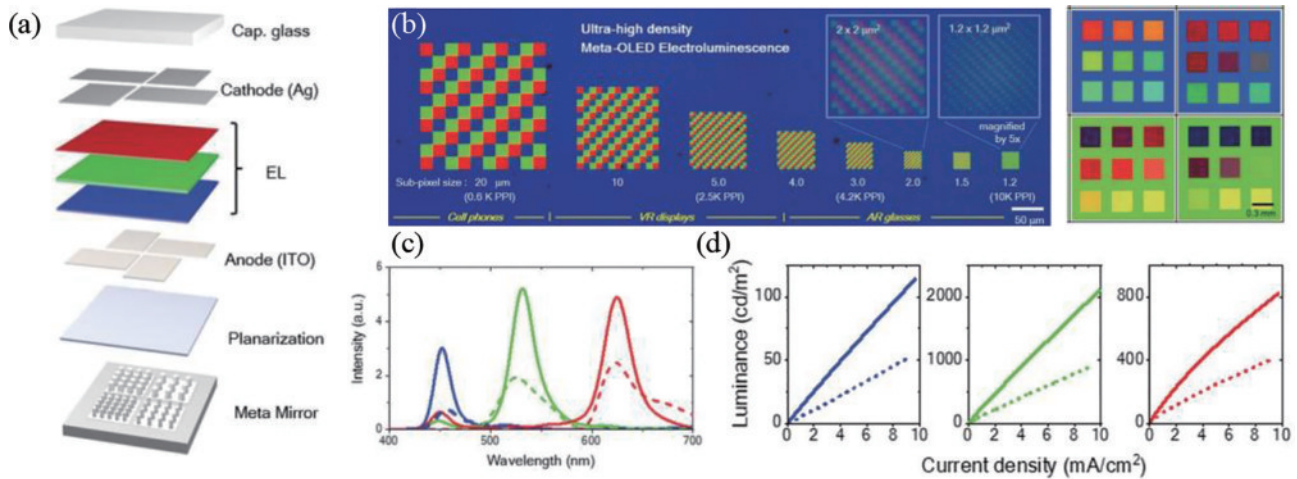 (a)
Cap. glass
Cathode (Ag)
EL
Anode (ITO)
Planarization
Meta Mirror
(b)
Ultra-high density
Meta-OLED Electroluminescence
2 x 2 μm²
1.2 x 1.2 μm²
magnified
by 5x
Sub-pixel size : 20 μm 10 5.0 4.0 3.0 2.0 1.5 1.2
(0.6 K PPI) (2.5K PPI) (4.2K PPI) (10K PPI)
Cell phones VR displays AR glasses
50 μm
0.3 mm
(c)
Intensity (a.u.)
6
5
4
3
2
1
0
400 500 600 700
Wavelength (nm)
(d)
Luminance (cd/m²)
100
50
0
0 2 4 6 8 10
2000
1000
0
0 2 4 6 8 10
800
400
0
0 2 4 6 8 10
Current density (mA/cm²)